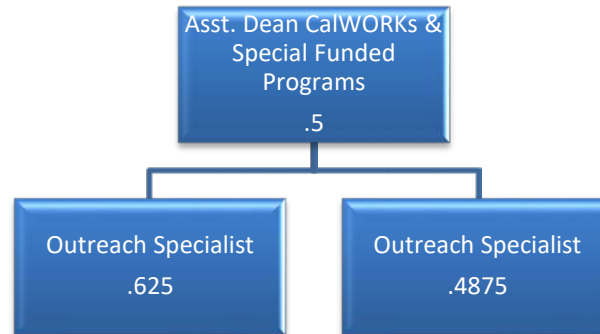 Asst. Dean CalWORKs &
Special Funded
Programs
.5
Outreach Specialist
.625
Outreach Specialist
.4875